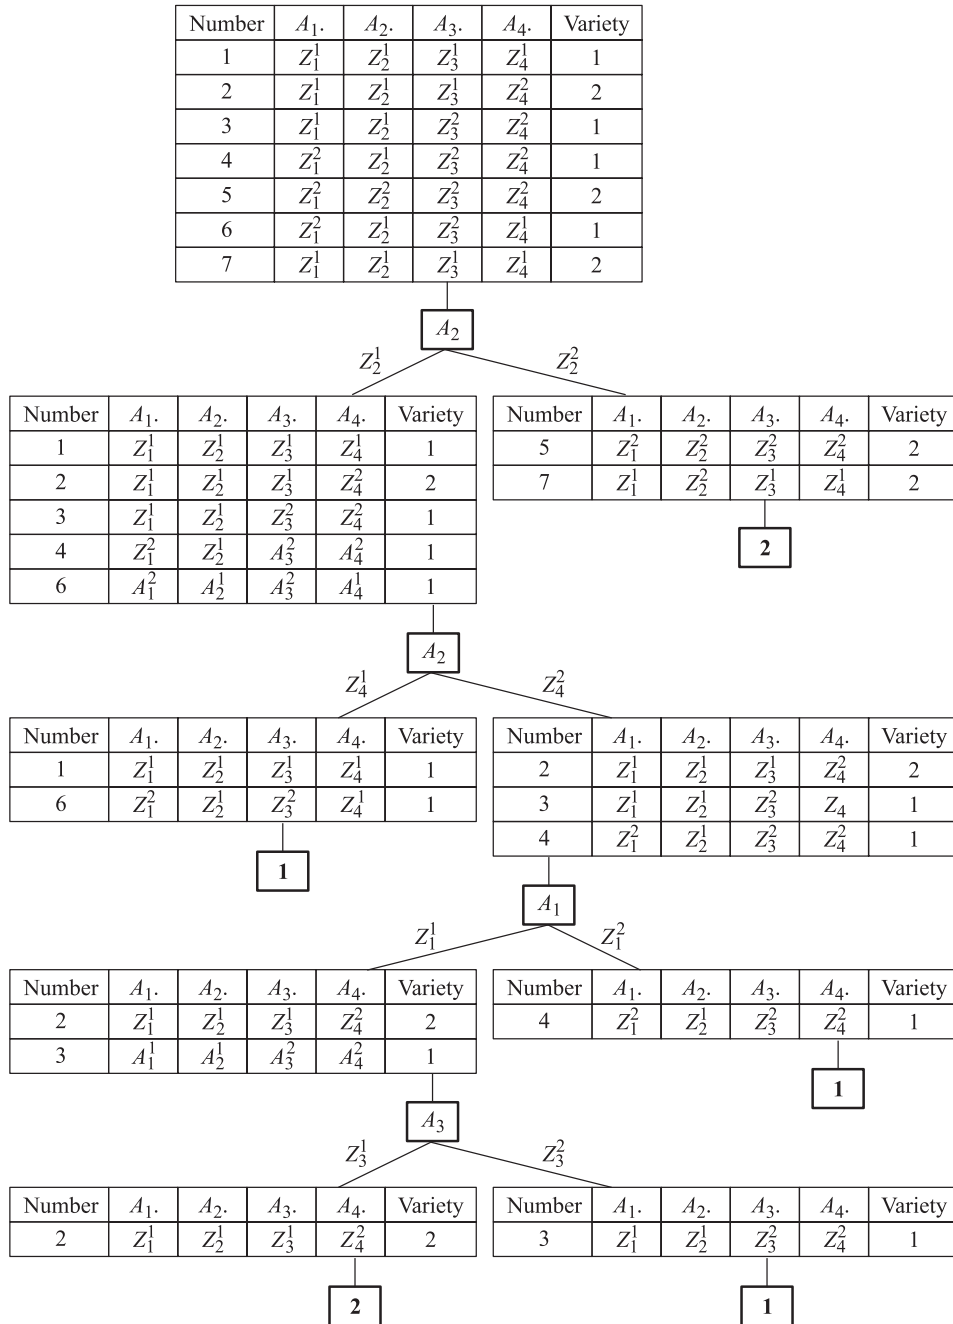 Number A₁. A₂. A₃. A₄. Variety
1 Z₁¹ Z₂¹ Z₃¹ Z₄¹ 1
2 Z₁¹ Z₂¹ Z₃¹ Z₄² 2
3 Z₁¹ Z₂¹ Z₃² Z₄² 1
4 Z₁² Z₂¹ Z₃² Z₄² 1
5 Z₁² Z₂² Z₃² Z₄² 2
6 Z₁² Z₂¹ Z₃² Z₄¹ 1
7 Z₁¹ Z₂¹ Z₃¹ Z₄¹ 2
A₂
Z₂¹ Z₂²
Number A₁. A₂. A₃. A₄. Variety
1 Z₁¹ Z₂¹ Z₃¹ Z₄¹ 1
2 Z₁¹ Z₂¹ Z₃¹ Z₄² 2
3 Z₁¹ Z₂¹ Z₃² Z₄² 1
4 Z₁² Z₂¹ A₃² A₄² 1
6 A₁² A₂¹ A₃² A₄¹ 1
Number A₁. A₂. A₃. A₄. Variety
5 Z₁² Z₂² Z₃² Z₄² 2
7 Z₁¹ Z₂² Z₃¹ Z₄¹ 2
2
A₂
Z₄¹ Z₄²
Number A₁. A₂. A₃. A₄. Variety
1 Z₁¹ Z₂¹ Z₃¹ Z₄¹ 1
6 Z₁² Z₂¹ Z₃² Z₄¹ 1
1
Number A₁. A₂. A₃. A₄. Variety
2 Z₁¹ Z₂¹ Z₃¹ Z₄² 2
3 Z₁¹ Z₂¹ Z₃² Z₄ 1
4 Z₁² Z₂¹ Z₃² Z₄² 1
A₁
Z₁¹ Z₁²
Number A₁. A₂. A₃. A₄. Variety
2 Z₁¹ Z₂¹ Z₃¹ Z₄² 2
3 A₁¹ A₂¹ A₃² A₄² 1
Number A₁. A₂. A₃. A₄. Variety
4 Z₁² Z₂¹ Z₃² Z₄² 1
1
A₃
Z₃¹ Z₃²
Number A₁. A₂. A₃. A₄. Variety
2 Z₁¹ Z₂¹ Z₃¹ Z₄² 2
2
Number A₁. A₂. A₃. A₄. Variety
3 Z₁¹ Z₂¹ Z₃² Z₄² 1
1